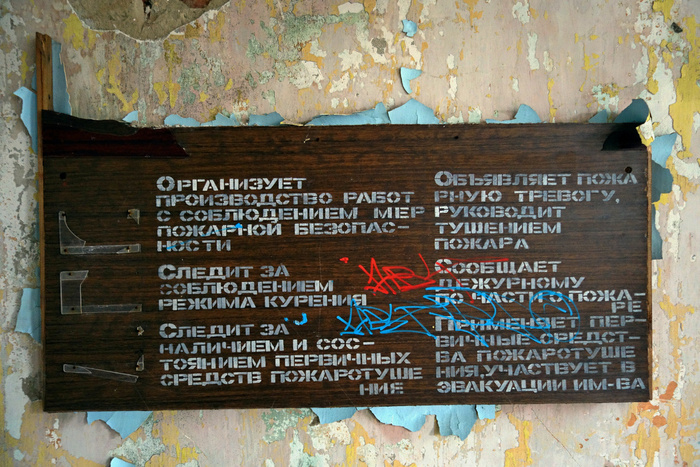 Организует
производство работ
с соблюдением мер
пожарной безопас-
ности
Следит за
соблюдением
режима курения
Следит за
наличием и сос-
тоянием первичных
средств пожаротуше
ние
Объявляет пожа
рную тревогу,
руководит
тушением
пожара
Сообщает
дежурному
по части о пожа-
ре
Применяет пер-
вичные средст-
ва пожаротуше
ния,участвует в
эвакуации им-ва